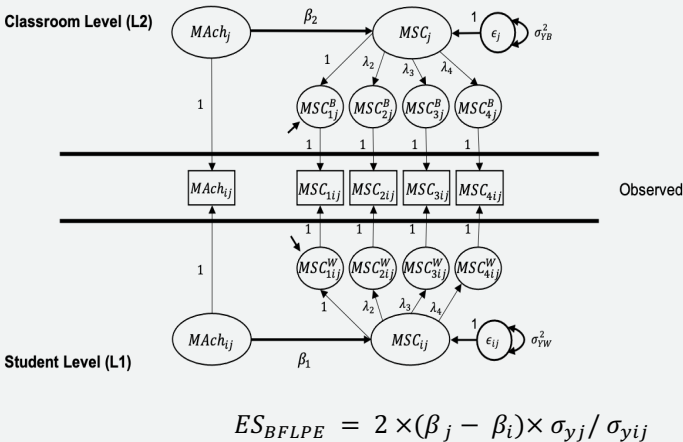 Classroom Level (L2)
MAch_j
β_2
MSC_j
1
ϵ_j
σ²_YB
1
1
λ_2
λ_3
λ_4
MSC^B_1j
MSC^B_2j
MSC^B_3j
MSC^B_4j
1
1
1
1
MAch_ij
MSC_1ij
MSC_2ij
MSC_3ij
MSC_4ij
Observed
1
1
1
1
1
MSC^W_1ij
MSC^W_2ij
MSC^W_3ij
MSC^W_4ij
1
λ_2
λ_3
λ_4
MAch_ij
β_1
MSC_ij
1
ϵ_ij
σ²_YW
Student Level (L1)
ES_BFLPE = 2 ×(β_j − β_i)× σ_yj/ σ_yij